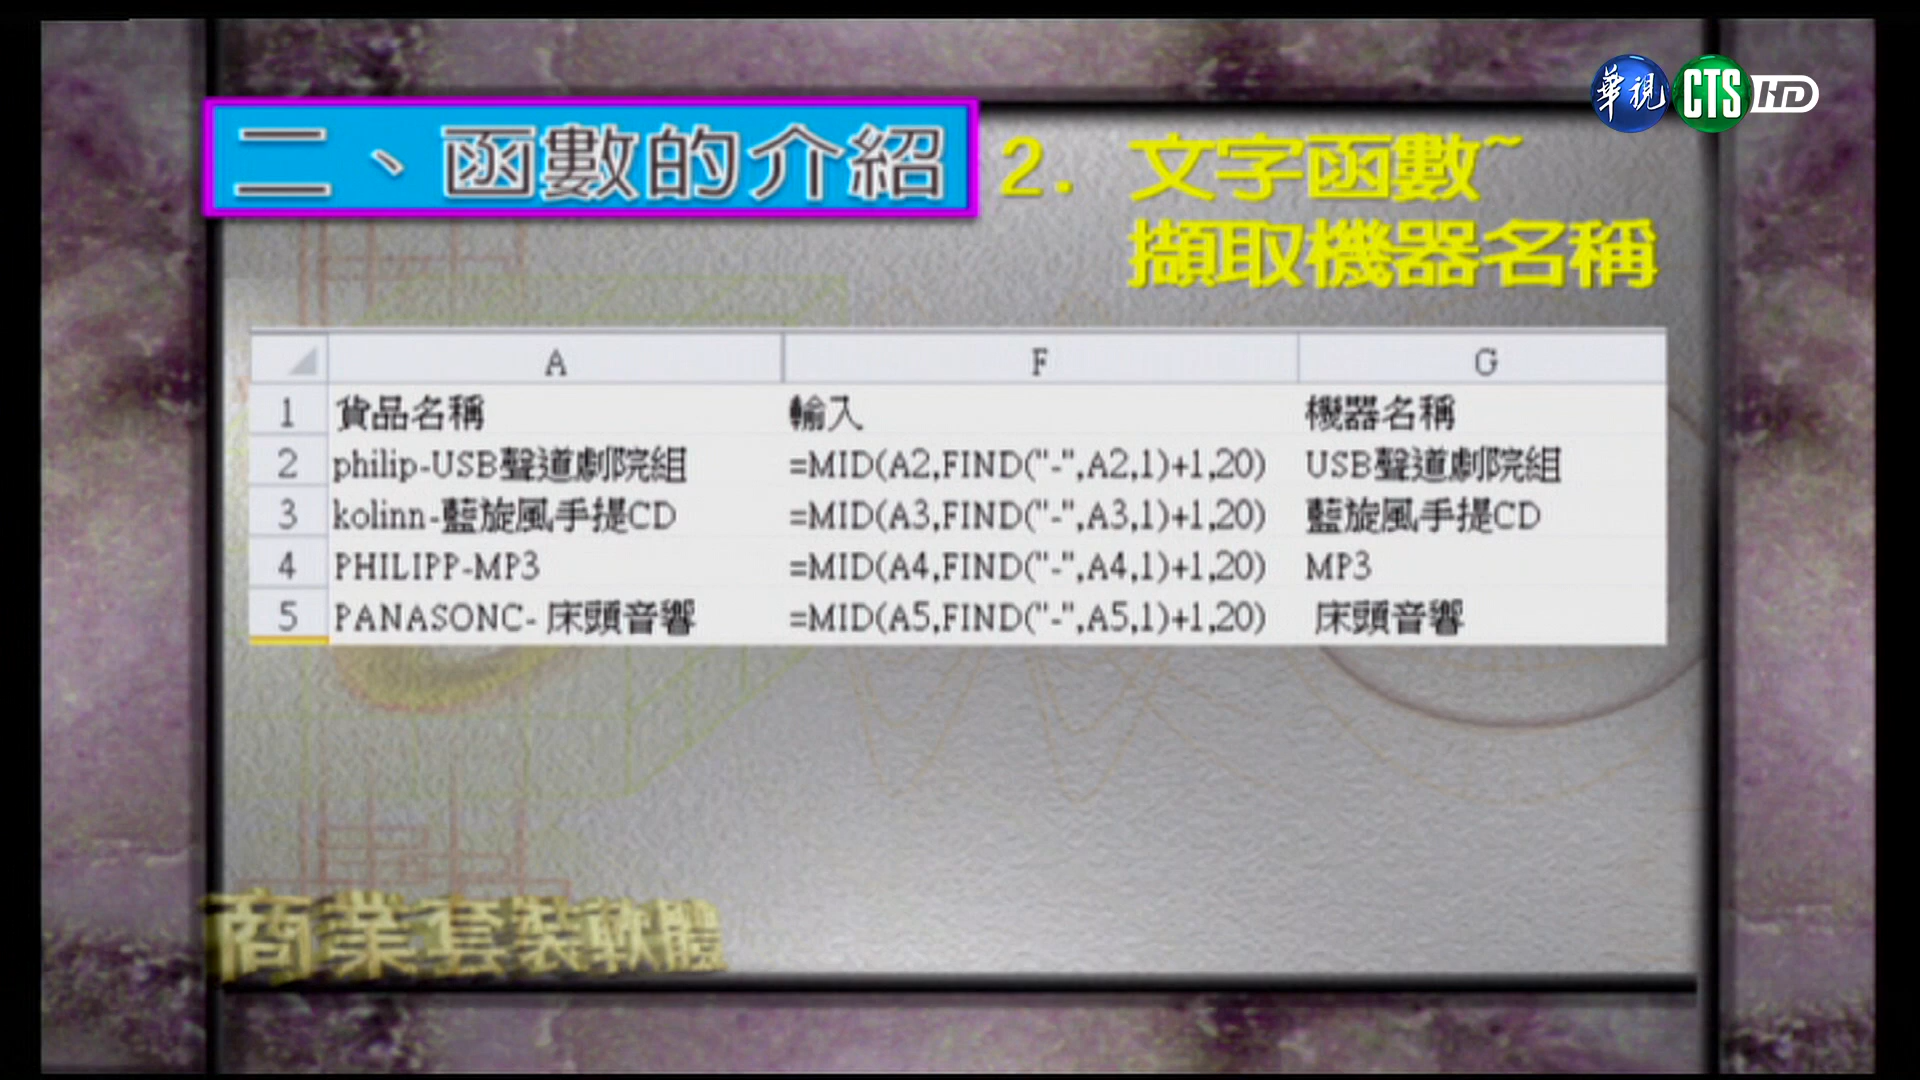 華視 CTS HD
二、函數的介紹
2. 文字函數~
擷取機器名稱
A F G
1 貨品名稱 輸入 機器名稱
2 philip-USB聲道劇院組 =MID(A2,FIND("-",A2,1)+1,20) USB聲道劇院組
3 kolinn-藍旋風手提CD =MID(A3,FIND("-",A3,1)+1,20) 藍旋風手提CD
4 PHILIPP-MP3 =MID(A4,FIND("-",A4,1)+1,20) MP3
5 PANASONC- 床頭音響 =MID(A5,FIND("-",A5,1)+1,20) 床頭音響
商業套裝軟體